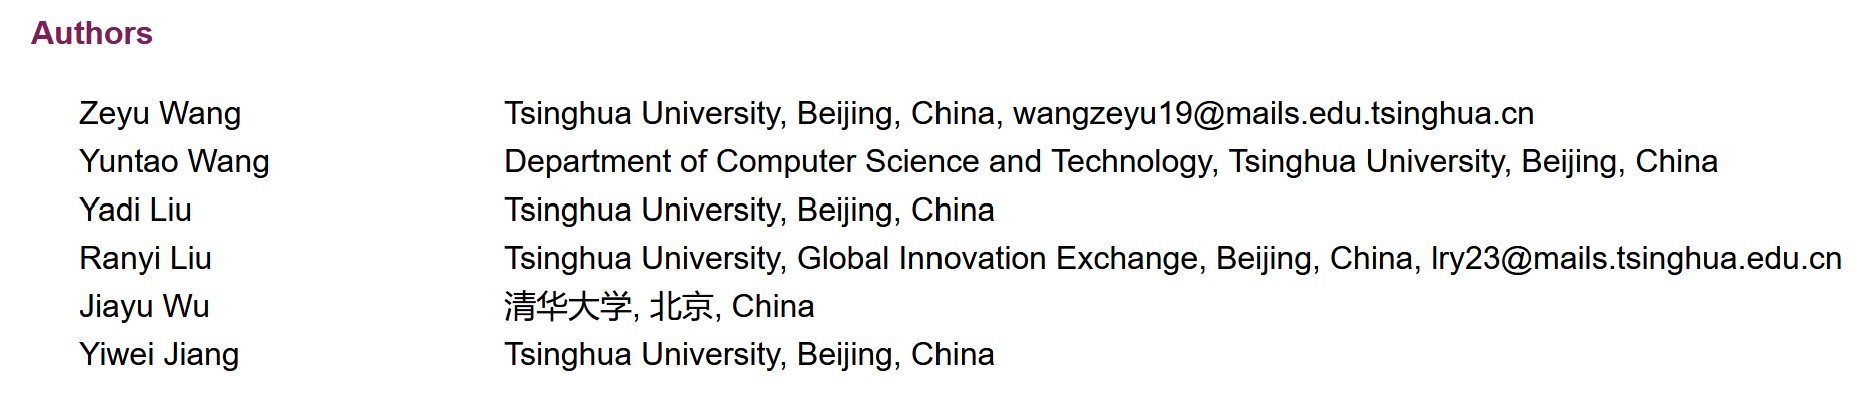 Authors
Zeyu Wang Tsinghua University, Beijing, China, wangzeyu19@mails.edu.tsinghua.cn
Yuntao Wang Department of Computer Science and Technology, Tsinghua University, Beijing, China
Yadi Liu Tsinghua University, Beijing, China
Ranyi Liu Tsinghua University, Global Innovation Exchange, Beijing, China, lry23@mails.tsinghua.edu.cn
Jiayu Wu 清华大学, 北京, China
Yiwei Jiang Tsinghua University, Beijing, China